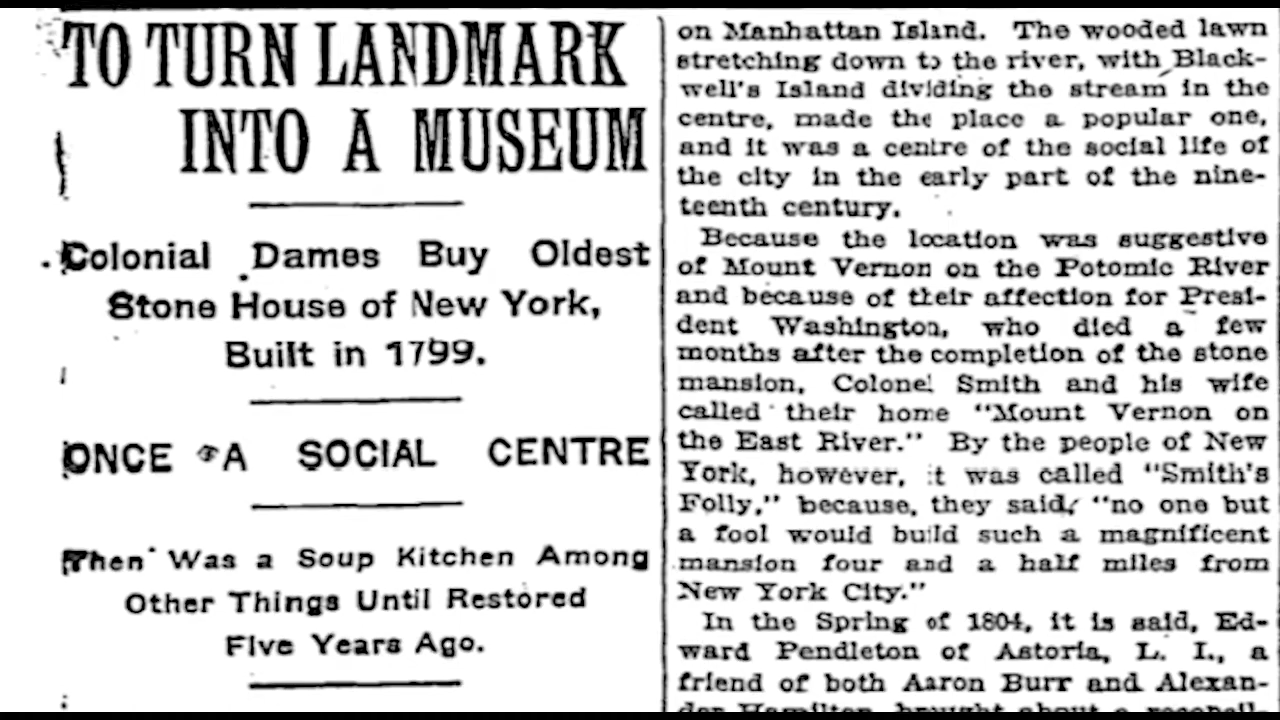 TO TURN LANDMARK
INTO A MUSEUM
Colonial Dames Buy Oldest
Stone House of New York,
Built in 1799.
ONCE A SOCIAL CENTRE
Then Was a Soup Kitchen Among
Other Things Until Restored
Five Years Ago.
on Manhattan Island. The wooded lawn
stretching down to the river, with Black-
well's Island dividing the stream in the
centre, made the place a popular one,
and it was a centre of the social life of
the city in the early part of the nine-
teenth century.
Because the location was suggestive
of Mount Vernon on the Potomic River
and because of their affection for Presi-
dent Washington, who died a few
months after the completion of the stone
mansion, Colonel Smith and his wife
called their home "Mount Vernon on
the East River." By the people of New
York, however, it was called "Smith's
Folly," because, they said, "no one but
a fool would build such a magnificent
mansion four and a half miles from
New York City."
In the Spring of 1804, it is said, Ed-
ward Pendleton of Astoria, L. I., a
friend of both Aaron Burr and Alexan-
der Hamilton, brought about a reconcil-